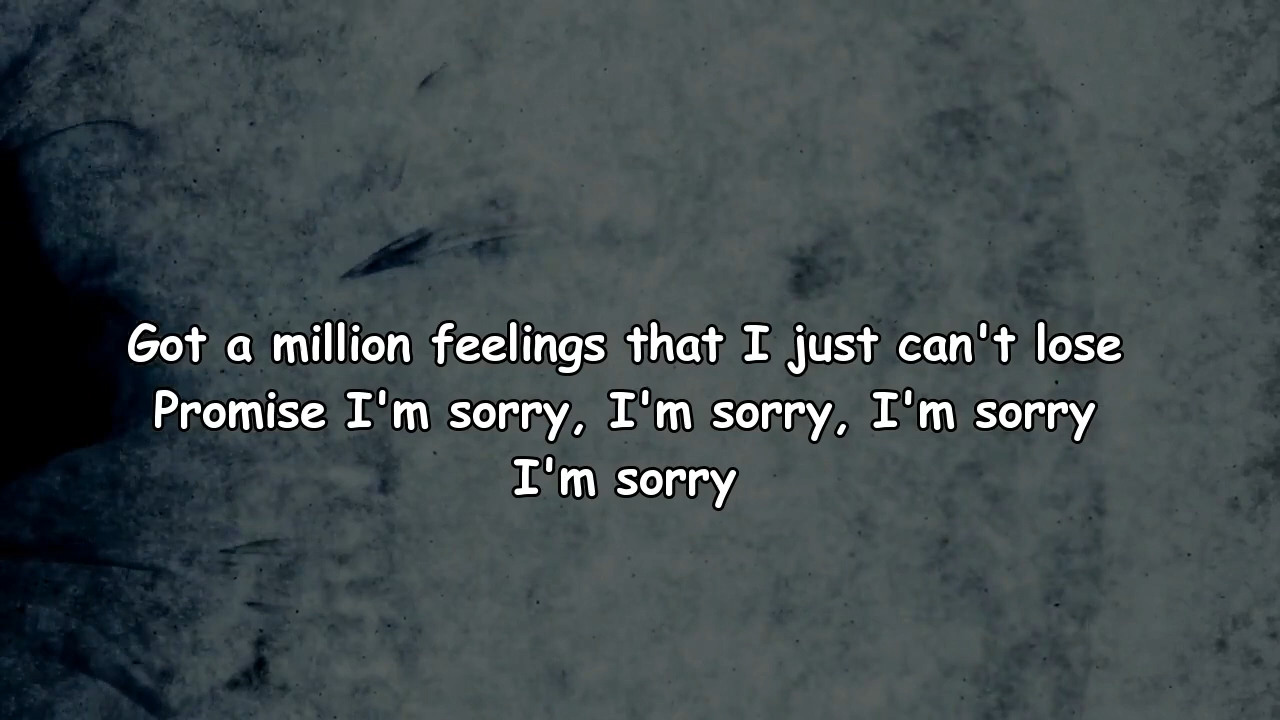 Got a million feelings that I just can't lose
Promise I'm sorry, I'm sorry, I'm sorry
I'm sorry